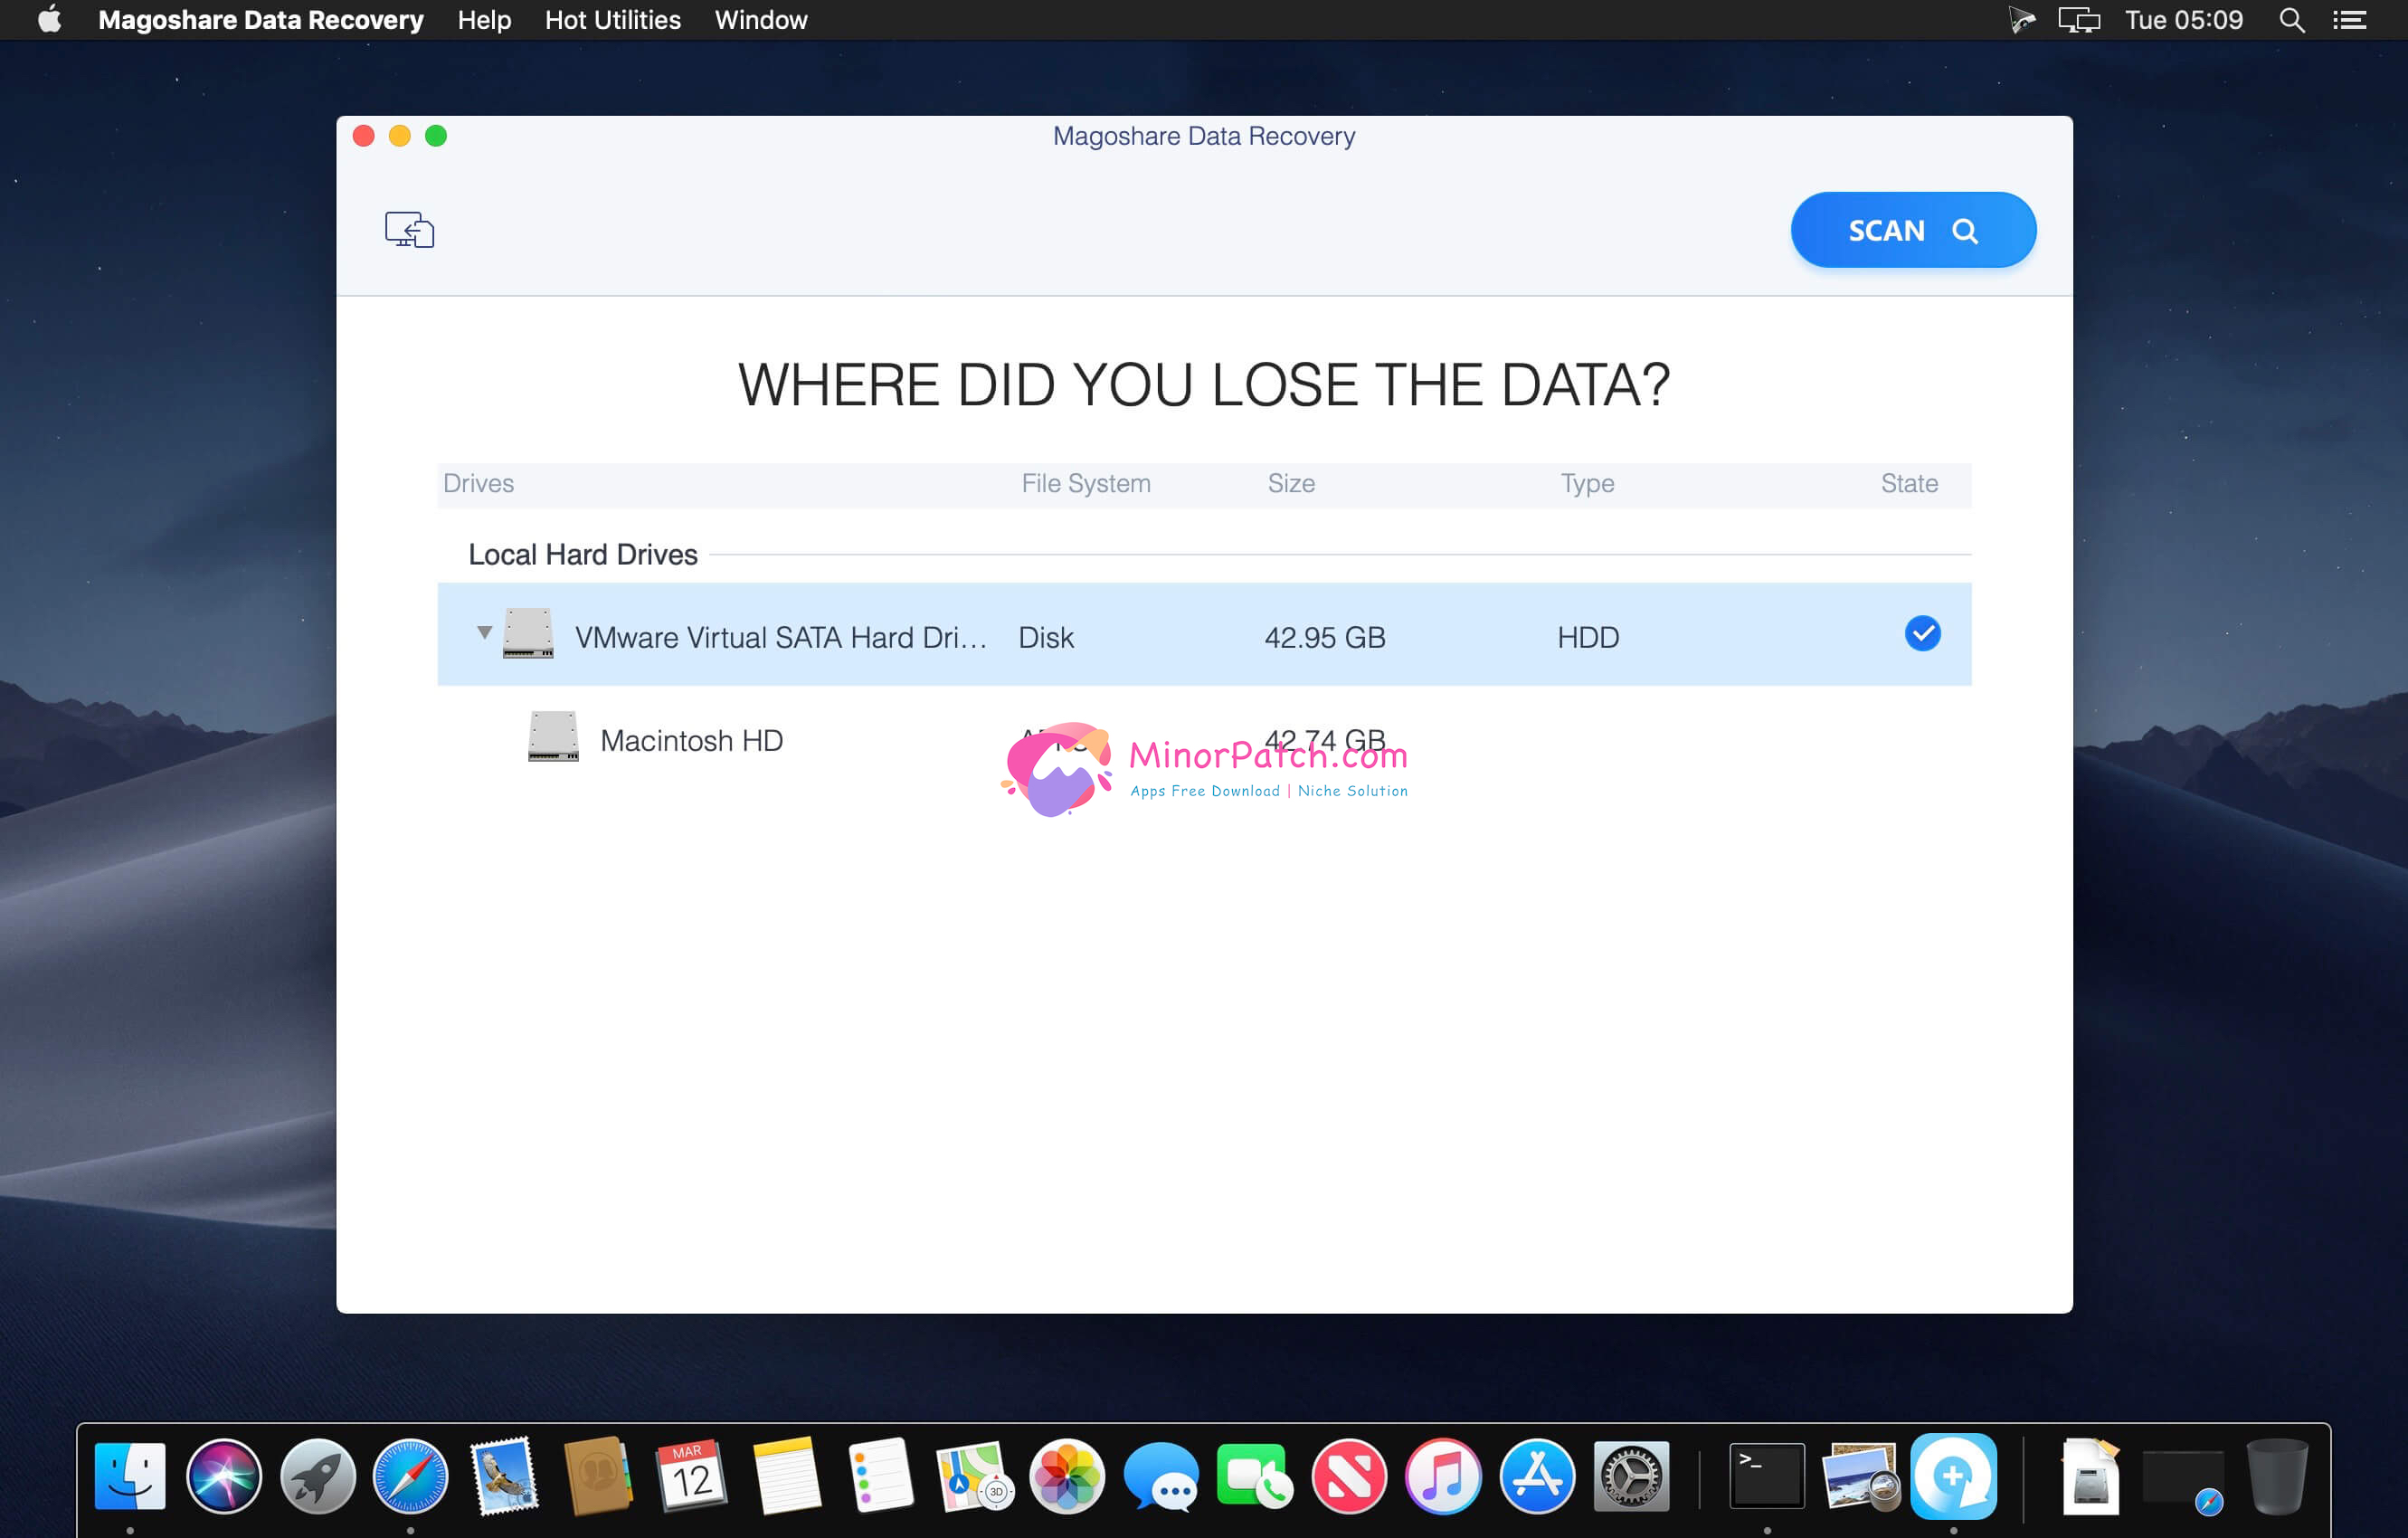 Magoshare Data Recovery Help Hot Utilities Window Tue 05:09
Magoshare Data Recovery
SCAN
WHERE DID YOU LOSE THE DATA?
Drives File System Size Type State
Local Hard Drives
VMware Virtual SATA Hard Dri... Disk 42.95 GB HDD
Macintosh HD 42.74 GB
MinorPatch.com
Apps Free Download | Niche Solution
MAR
12
3D
>_